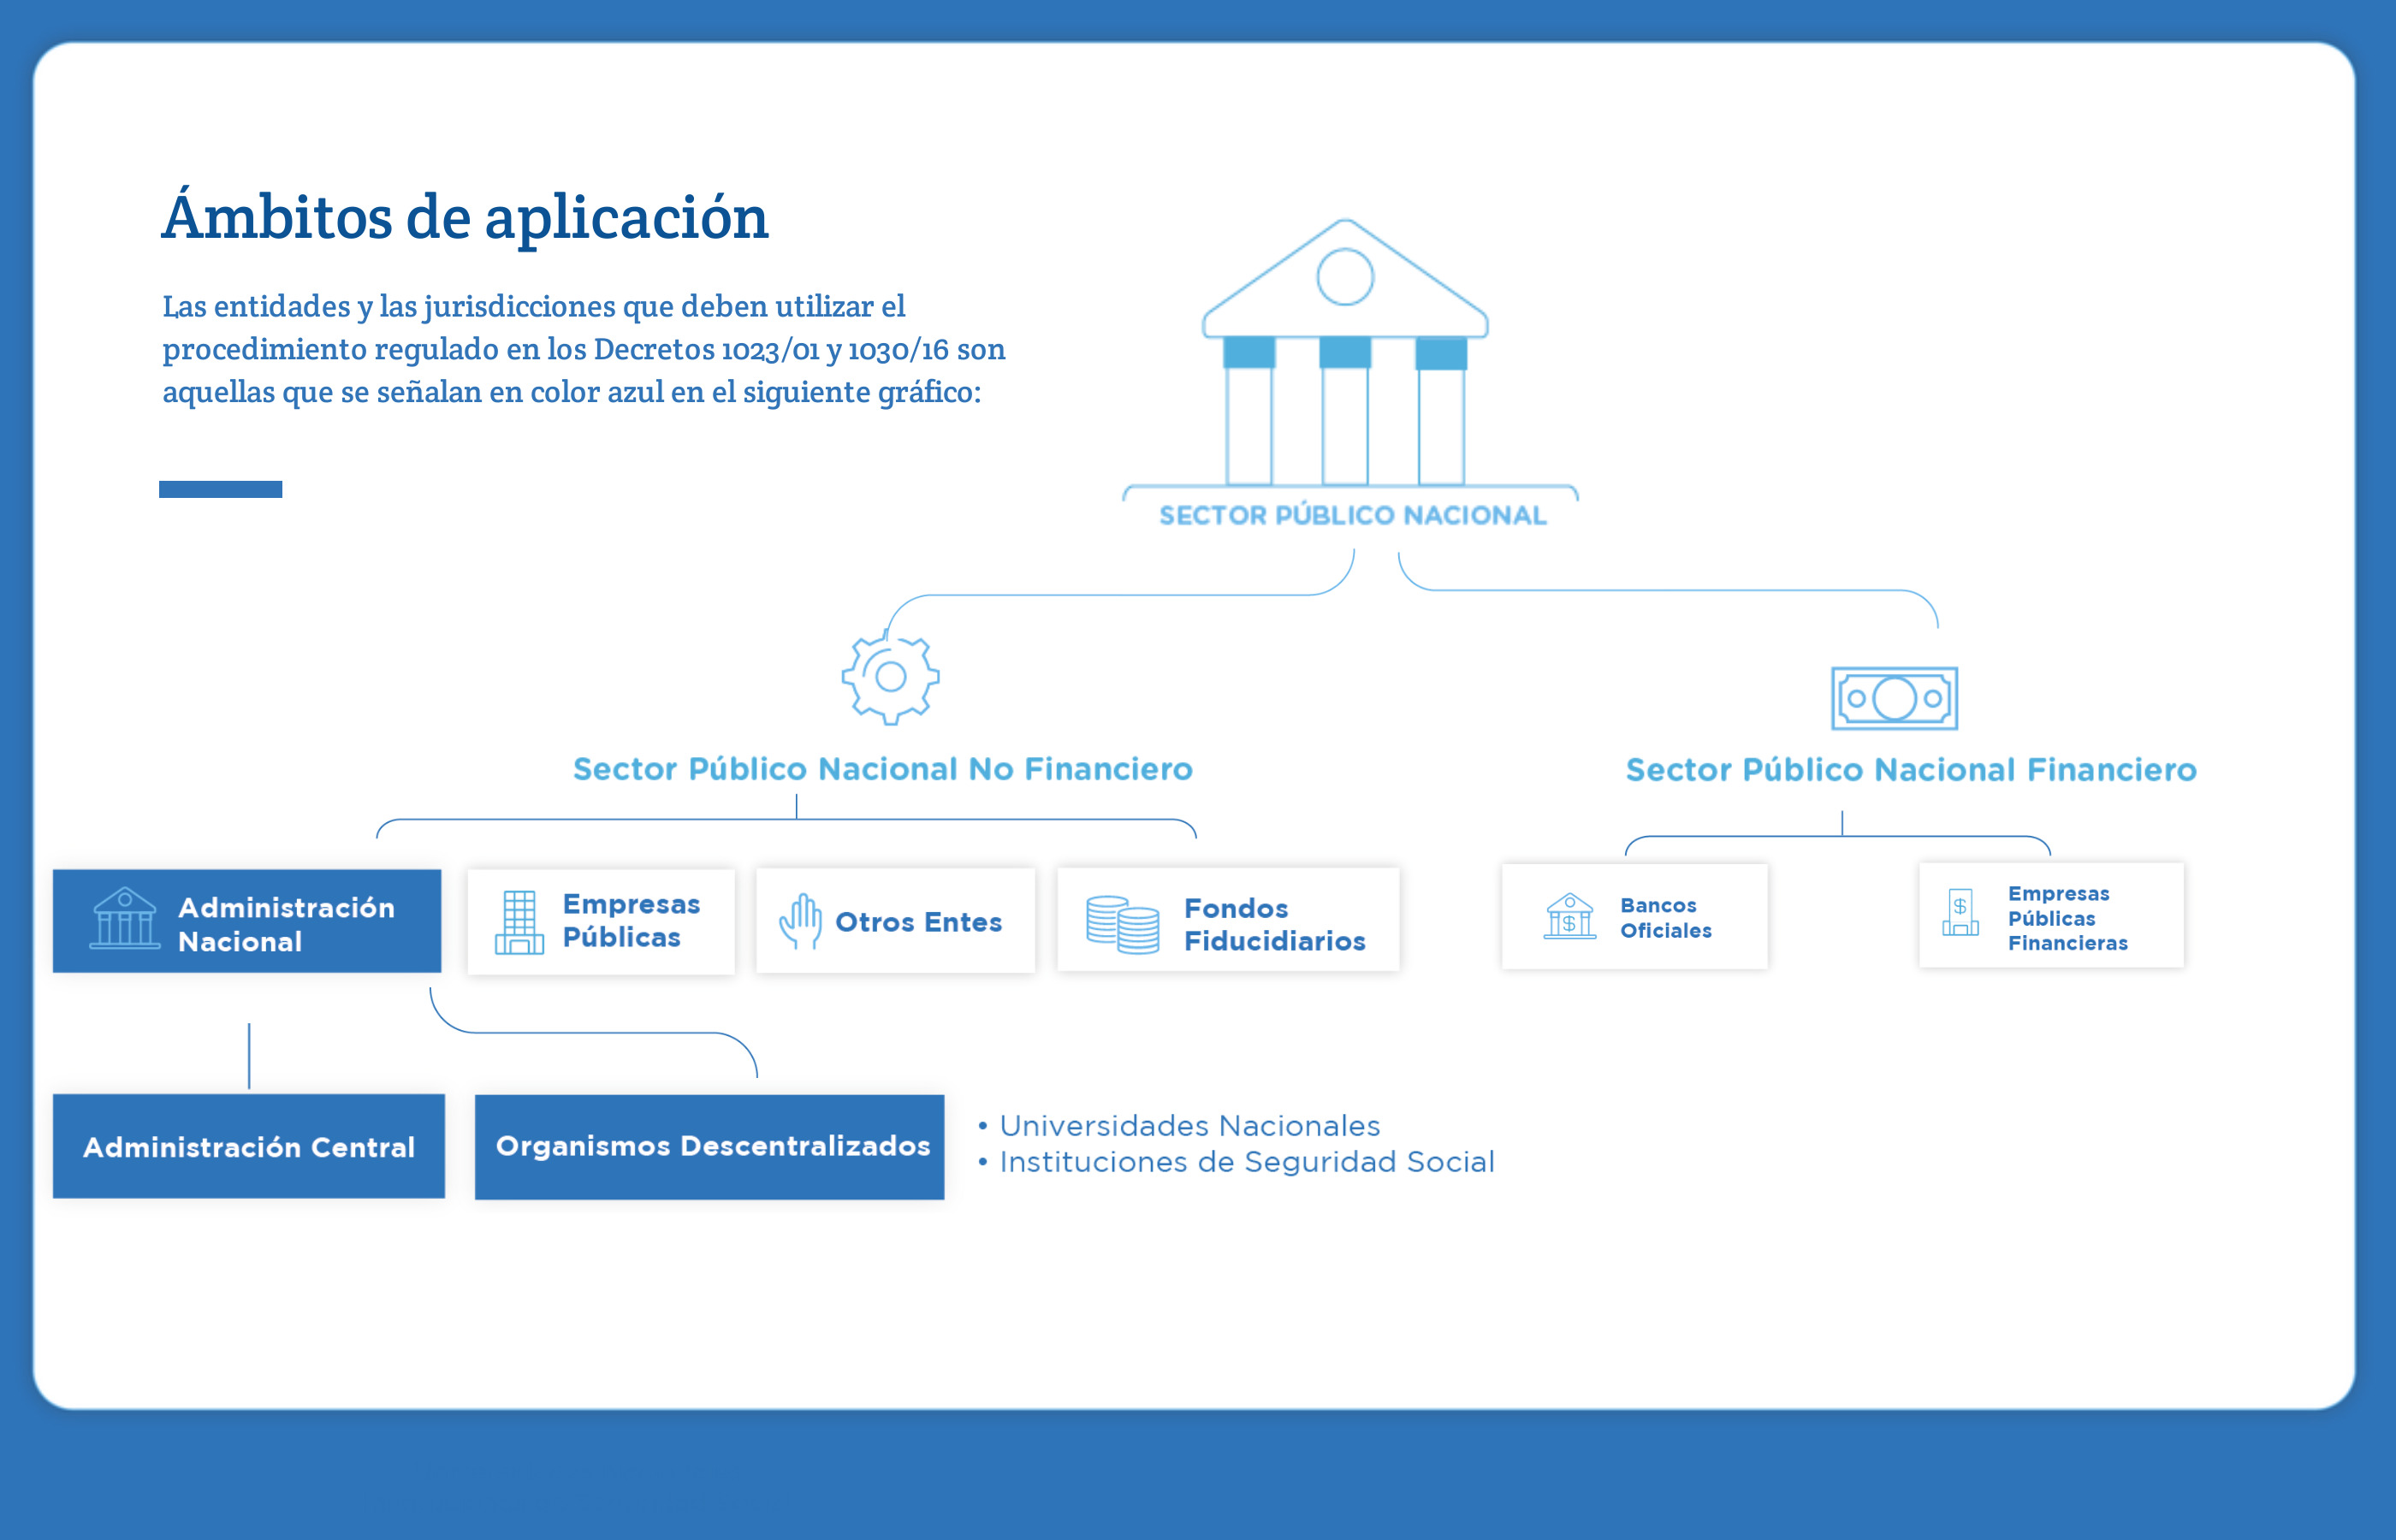 Ámbitos de aplicación
Las entidades y las jurisdicciones que deben utilizar el
procedimiento regulado en los Decretos 1023/01 y 1030/16 son
aquellas que se señalan en color azul en el siguiente gráfico:
SECTOR PÚBLICO NACIONAL
Sector Público Nacional No Financiero
Sector Público Nacional Financiero
Administración
Nacional
Empresas
Públicas
Otros Entes
Fondos
Fiducidiarios
$
Bancos
Oficiales
$
Empresas
Públicas
Financieras
Administración Central
Organismos Descentralizados
• Universidades Nacionales
• Instituciones de Seguridad Social